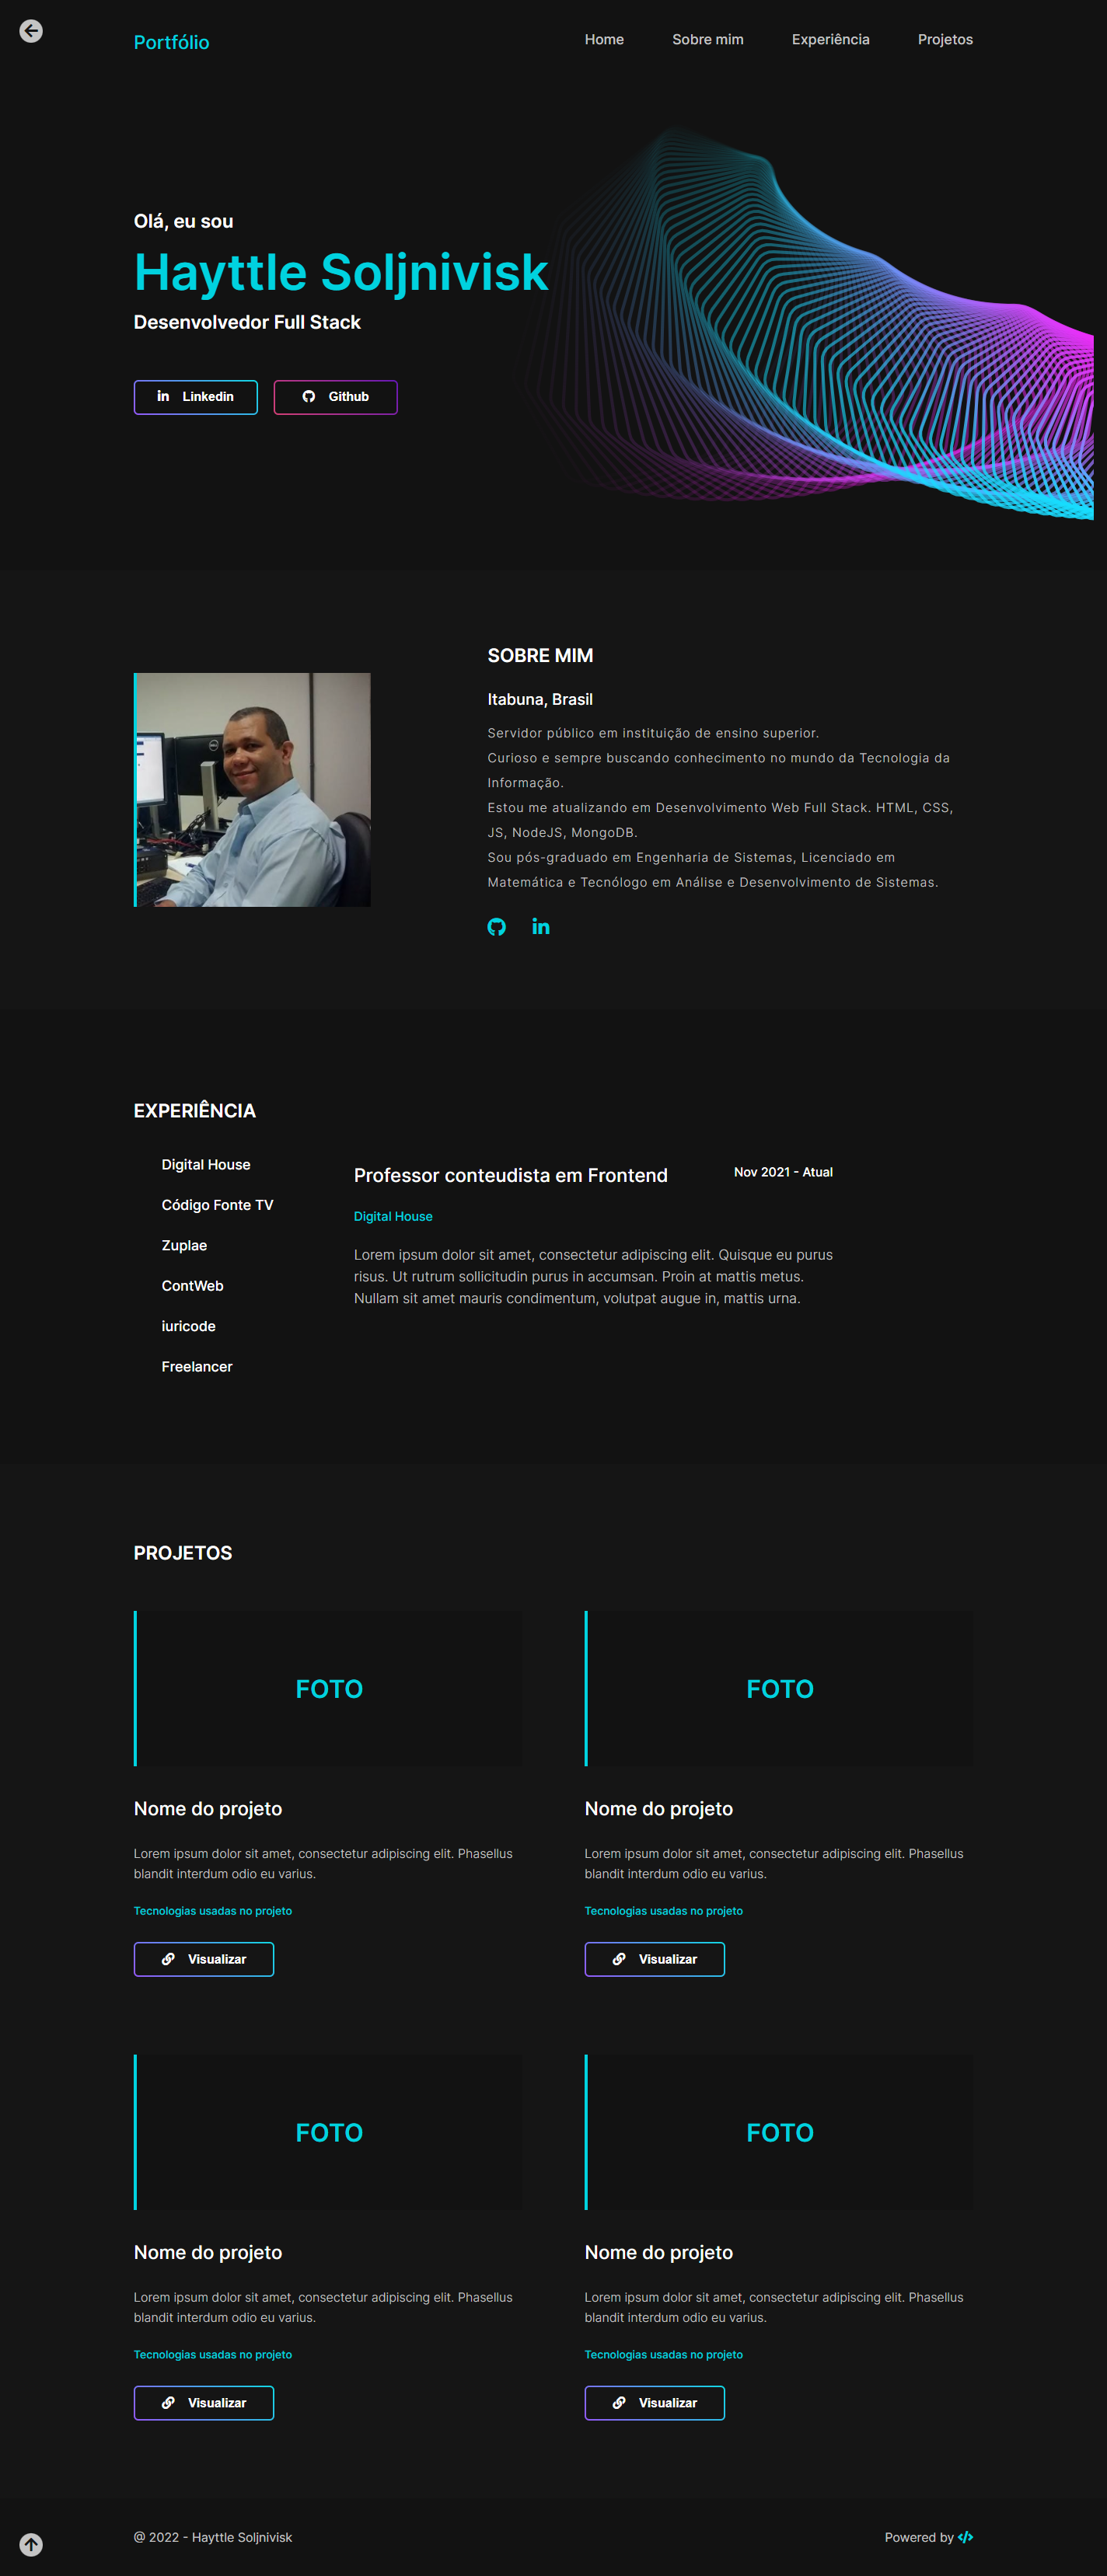 Portfólio
Home
Sobre mim
Experiência
Projetos
Olá, eu sou
Hayttle Soljnivisk
Desenvolvedor Full Stack
Linkedin
Github
SOBRE MIM
Itabuna, Brasil
Servidor público em instituição de ensino superior.
Curioso e sempre buscando conhecimento no mundo da Tecnologia da
Informação.
Estou me atualizando em Desenvolvimento Web Full Stack. HTML, CSS,
JS, NodeJS, MongoDB.
Sou pós-graduado em Engenharia de Sistemas, Licenciado em
Matemática e Tecnólogo em Análise e Desenvolvimento de Sistemas.
EXPERIÊNCIA
Digital House
Código Fonte TV
Zuplae
ContWeb
iuricode
Freelancer
Professor conteudista em Frontend
Nov 2021 - Atual
Digital House
Lorem ipsum dolor sit amet, consectetur adipiscing elit. Quisque eu purus
risus. Ut rutrum sollicitudin purus in accumsan. Proin at mattis metus.
Nullam sit amet mauris condimentum, volutpat augue in, mattis urna.
PROJETOS
FOTO
Nome do projeto
Lorem ipsum dolor sit amet, consectetur adipiscing elit. Phasellus
blandit interdum odio eu varius.
Tecnologias usadas no projeto
Visualizar
FOTO
Nome do projeto
Lorem ipsum dolor sit amet, consectetur adipiscing elit. Phasellus
blandit interdum odio eu varius.
Tecnologias usadas no projeto
Visualizar
FOTO
Nome do projeto
Lorem ipsum dolor sit amet, consectetur adipiscing elit. Phasellus
blandit interdum odio eu varius.
Tecnologias usadas no projeto
Visualizar
FOTO
Nome do projeto
Lorem ipsum dolor sit amet, consectetur adipiscing elit. Phasellus
blandit interdum odio eu varius.
Tecnologias usadas no projeto
Visualizar
@ 2022 - Hayttle Soljnivisk
Powered by